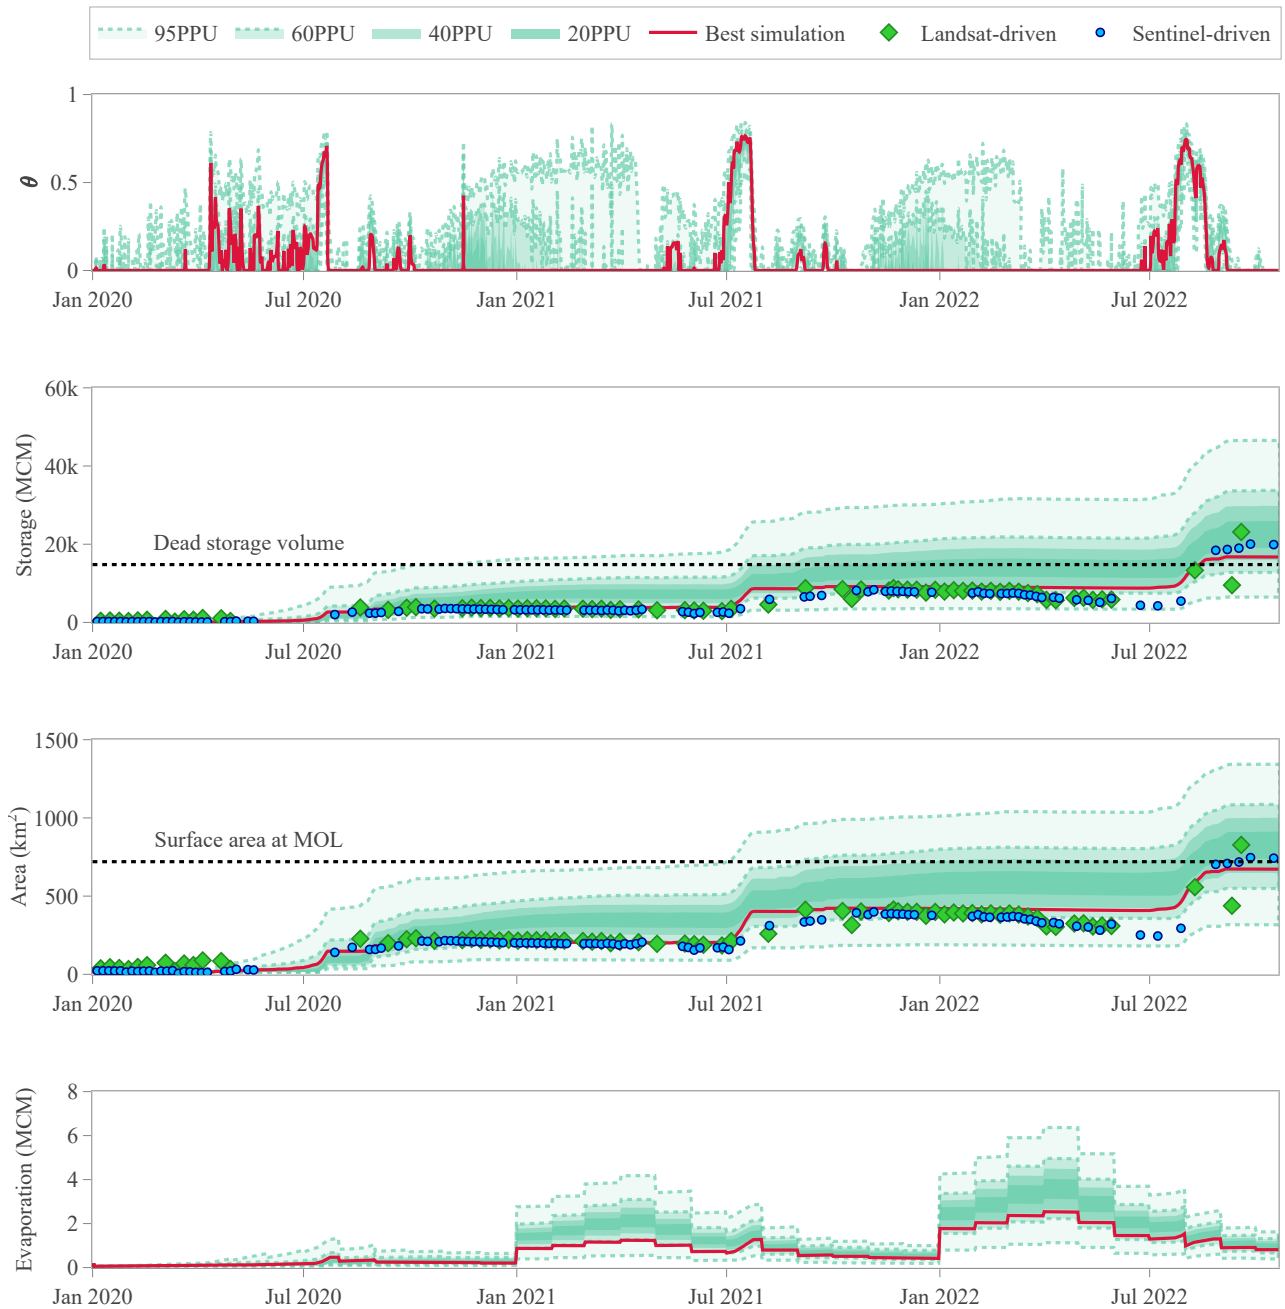 95PPU 60PPU 40PPU 20PPU Best simulation Landsat-driven Sentinel-driven
θ
1
0.5
0
Jan 2020 Jul 2020 Jan 2021 Jul 2021 Jan 2022 Jul 2022
Storage (MCM)
60k
40k
20k
0
Dead storage volume
Jan 2020 Jul 2020 Jan 2021 Jul 2021 Jan 2022 Jul 2022
Area (km²)
1500
1000
500
0
Surface area at MOL
Jan 2020 Jul 2020 Jan 2021 Jul 2021 Jan 2022 Jul 2022
Evaporation (MCM)
8
6
4
2
0
Jan 2020 Jul 2020 Jan 2021 Jul 2021 Jan 2022 Jul 2022